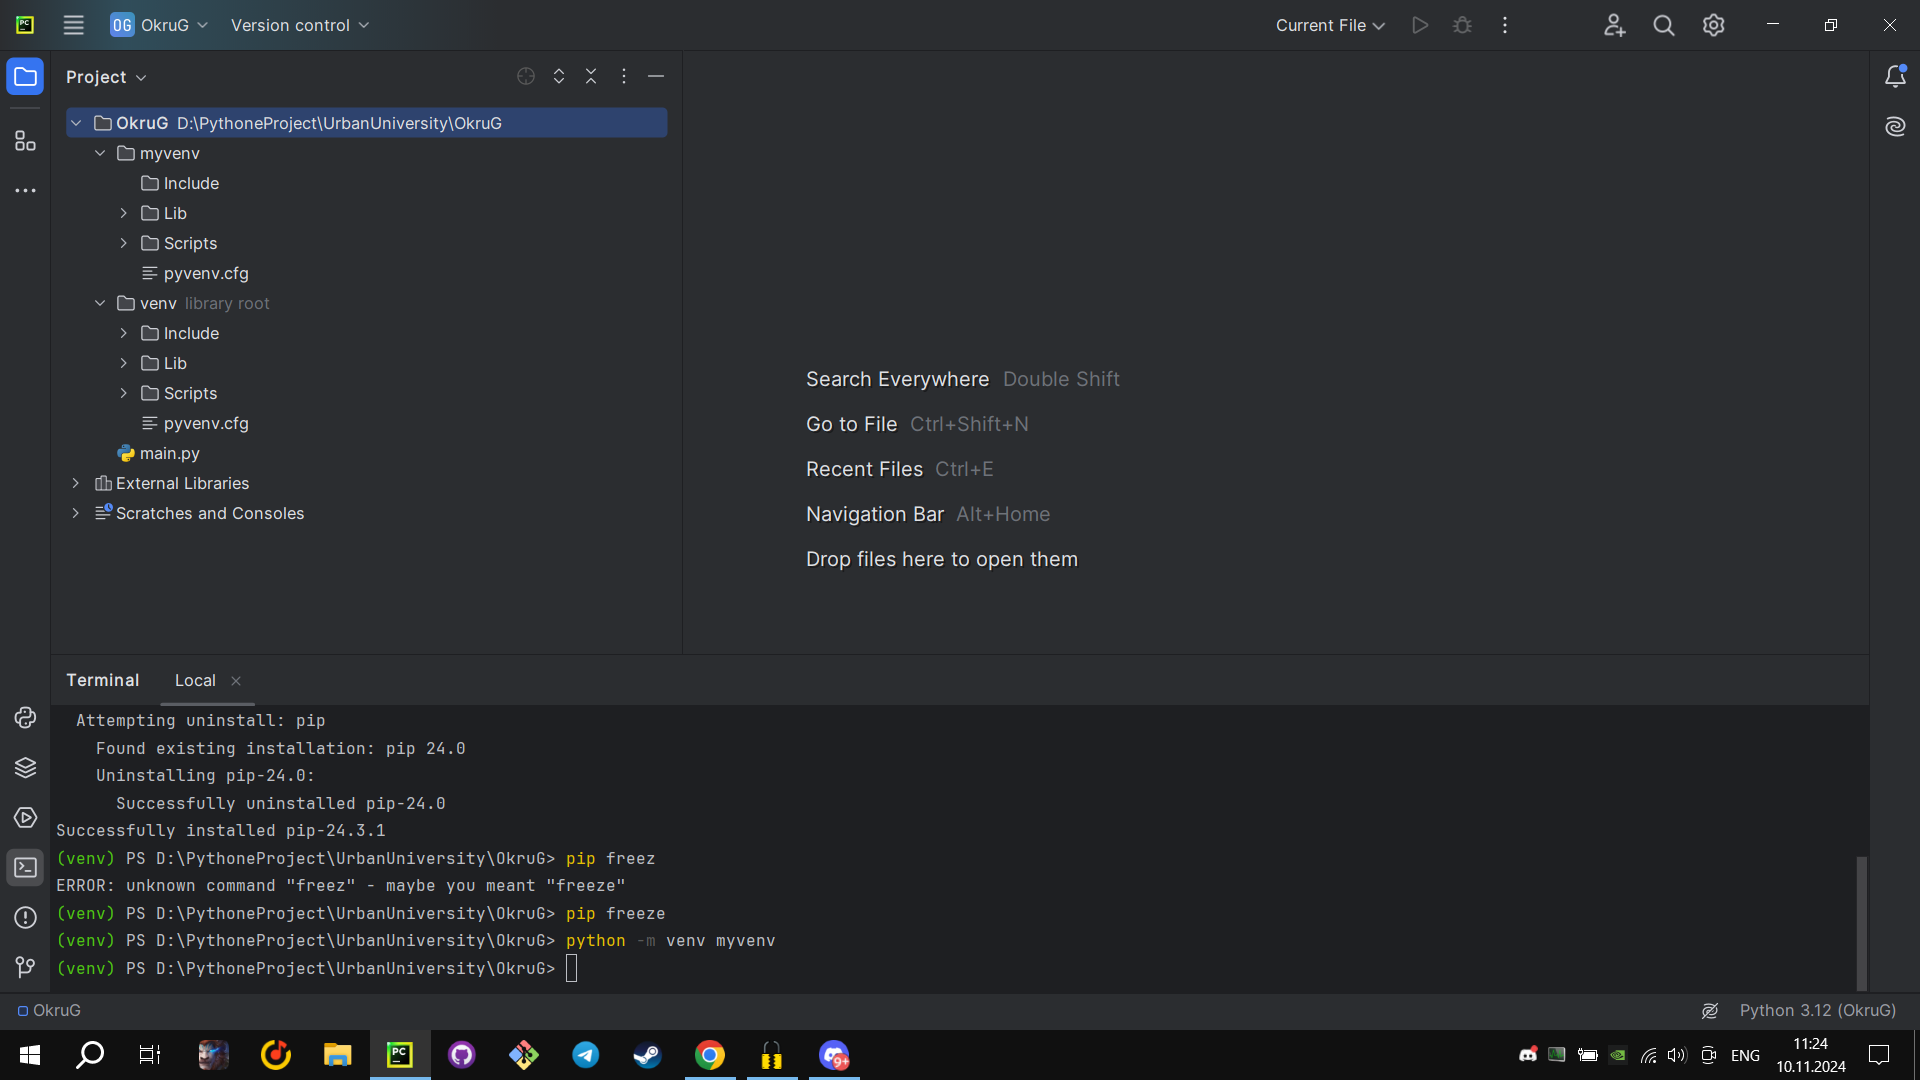 PC
OG OkruG
Version control
Current File
Project
OkruG D:\PythoneProject\UrbanUniversity\OkruG
myvenv
Include
Lib
Scripts
pyvenv.cfg
venv library root
Include
Lib
Scripts
pyvenv.cfg
main.py
External Libraries
Scratches and Consoles
Search Everywhere Double Shift
Go to File Ctrl+Shift+N
Recent Files Ctrl+E
Navigation Bar Alt+Home
Drop files here to open them
Terminal Local
Attempting uninstall: pip
Found existing installation: pip 24.0
Uninstalling pip-24.0:
Successfully uninstalled pip-24.0
Successfully installed pip-24.3.1
(venv) PS D:\PythoneProject\UrbanUniversity\OkruG> pip freez
ERROR: unknown command "freez" - maybe you meant "freeze"
(venv) PS D:\PythoneProject\UrbanUniversity\OkruG> pip freeze
(venv) PS D:\PythoneProject\UrbanUniversity\OkruG> python -m venv myvenv
(venv) PS D:\PythoneProject\UrbanUniversity\OkruG>
OkruG
Python 3.12 (OkruG)
PC
9+
ENG
11:24
10.11.2024